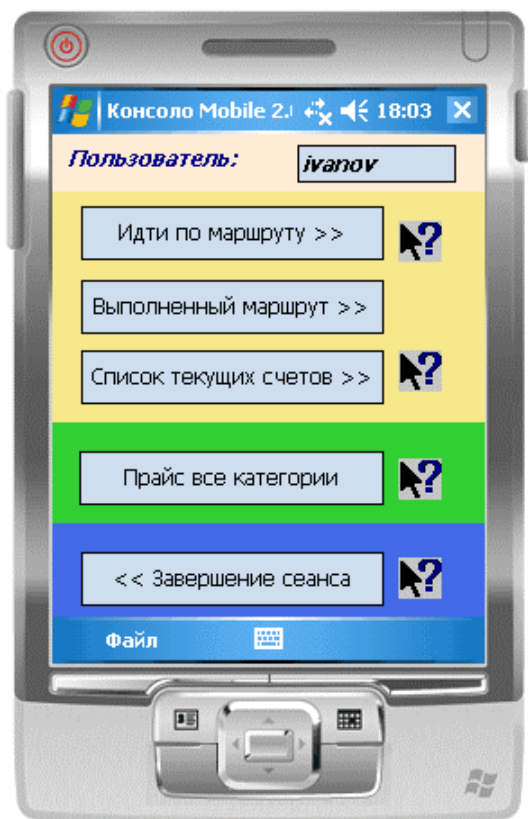 Консоло Mobile 2. 18:03
Пользователь: ivanov
Идти по маршруту >>
Выполненный маршрут >>
Список текущих счетов >>
Прайс все категории
<< Завершение сеанса
Файл